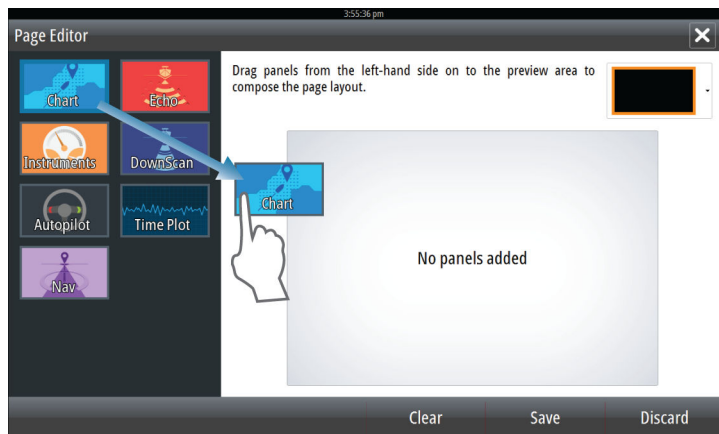 3:55:36 pm
Page Editor
Drag panels from the left-hand side on to the preview area to
compose the page layout.
Chart
Echo
Instruments
DownScan
Chart
Autopilot
Time Plot
Nav
No panels added
Clear
Save
Discard